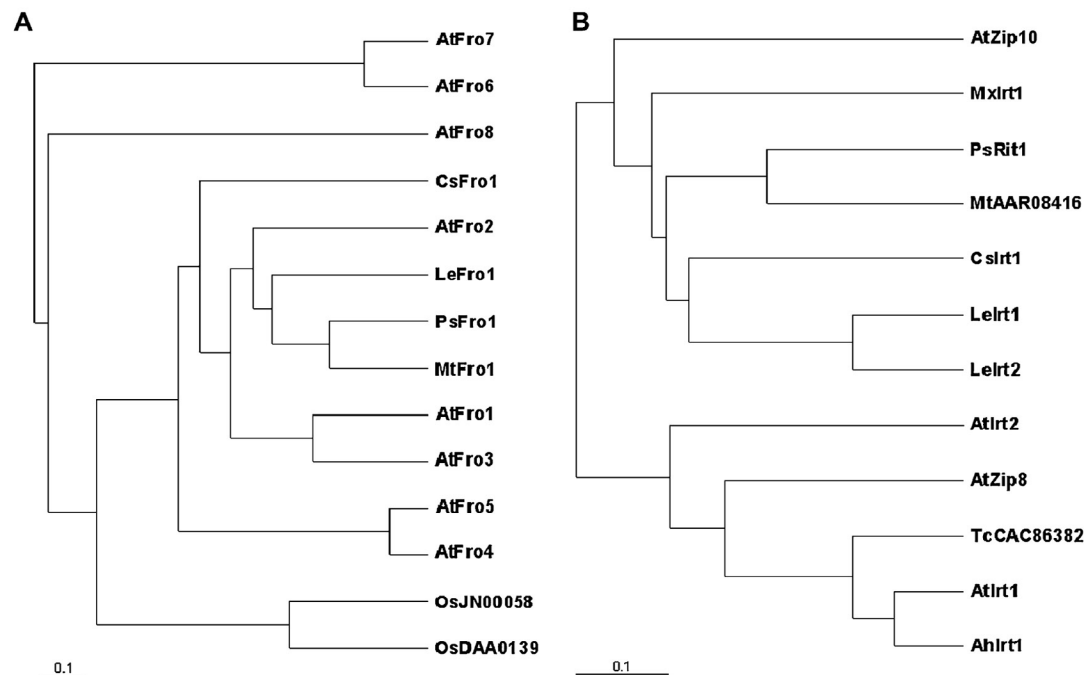 A
AtFro7
AtFro6
AtFro8
CsFro1
AtFro2
LeFro1
PsFro1
MtFro1
AtFro1
AtFro3
AtFro5
AtFro4
OsJN00058
OsDAA0139
0.1
B
AtZip10
MxIrt1
PsRit1
MtAAR08416
CsIrt1
LeIrt1
LeIrt2
AtIrt2
AtZip8
TcCAC86382
AtIrt1
AhIrt1
0.1